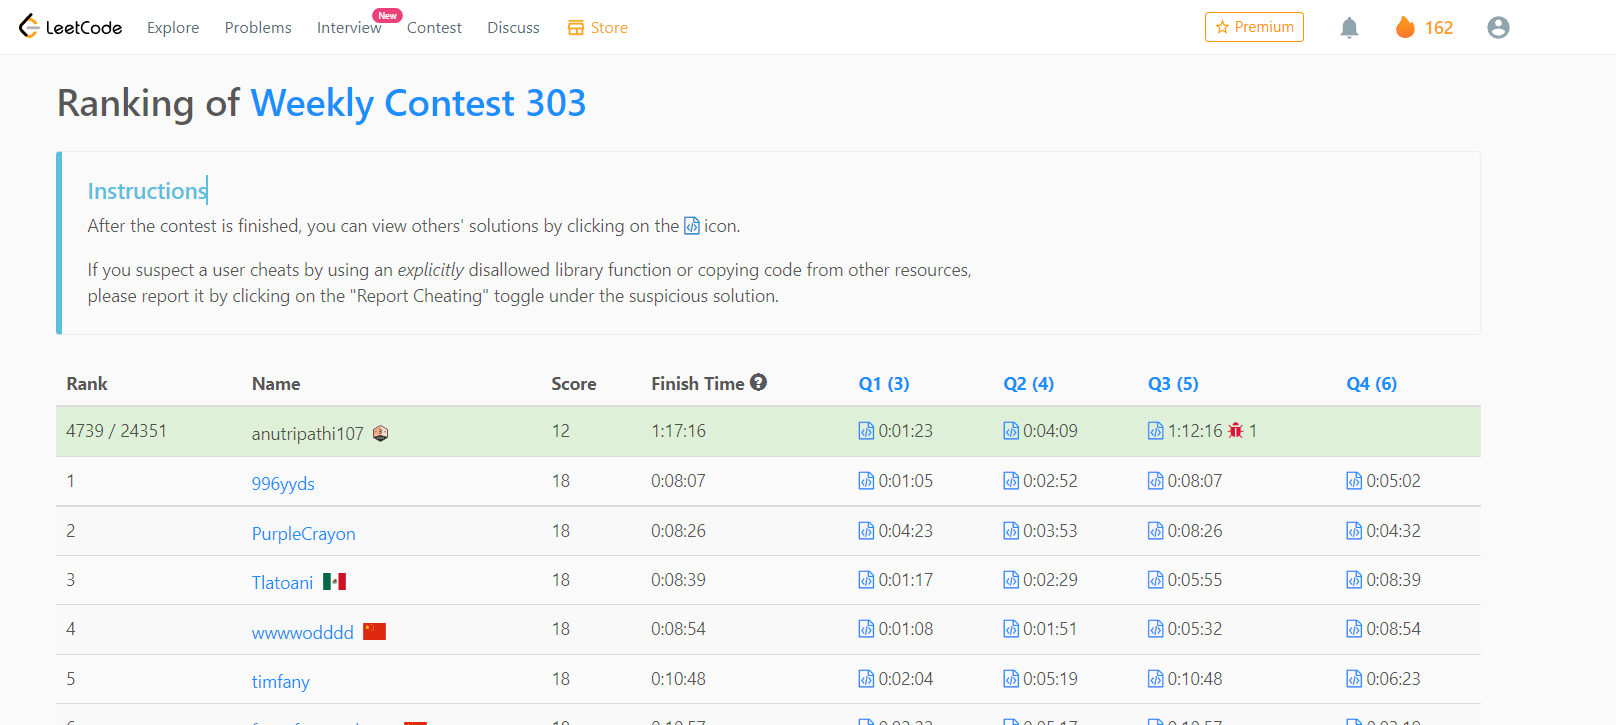 LeetCode Explore Problems Interview New Contest Discuss Store Premium 162
Ranking of Weekly Contest 303
Instructions
After the contest is finished, you can view others' solutions by clicking on the icon.
If you suspect a user cheats by using an explicitly disallowed library function or copying code from other resources,
please report it by clicking on the "Report Cheating" toggle under the suspicious solution.
Rank Name Score Finish Time Q1 (3) Q2 (4) Q3 (5) Q4 (6)
4739 / 24351 anutripathi107 12 1:17:16 0:01:23 0:04:09 1:12:16 1
1 996yyds 18 0:08:07 0:01:05 0:02:52 0:08:07 0:05:02
2 PurpleCrayon 18 0:08:26 0:04:23 0:03:53 0:08:26 0:04:32
3 Tlatoani 18 0:08:39 0:01:17 0:02:29 0:05:55 0:08:39
4 wwwwodddd 18 0:08:54 0:01:08 0:01:51 0:05:32 0:08:54
5 timfany 18 0:10:48 0:02:04 0:05:19 0:10:48 0:06:23